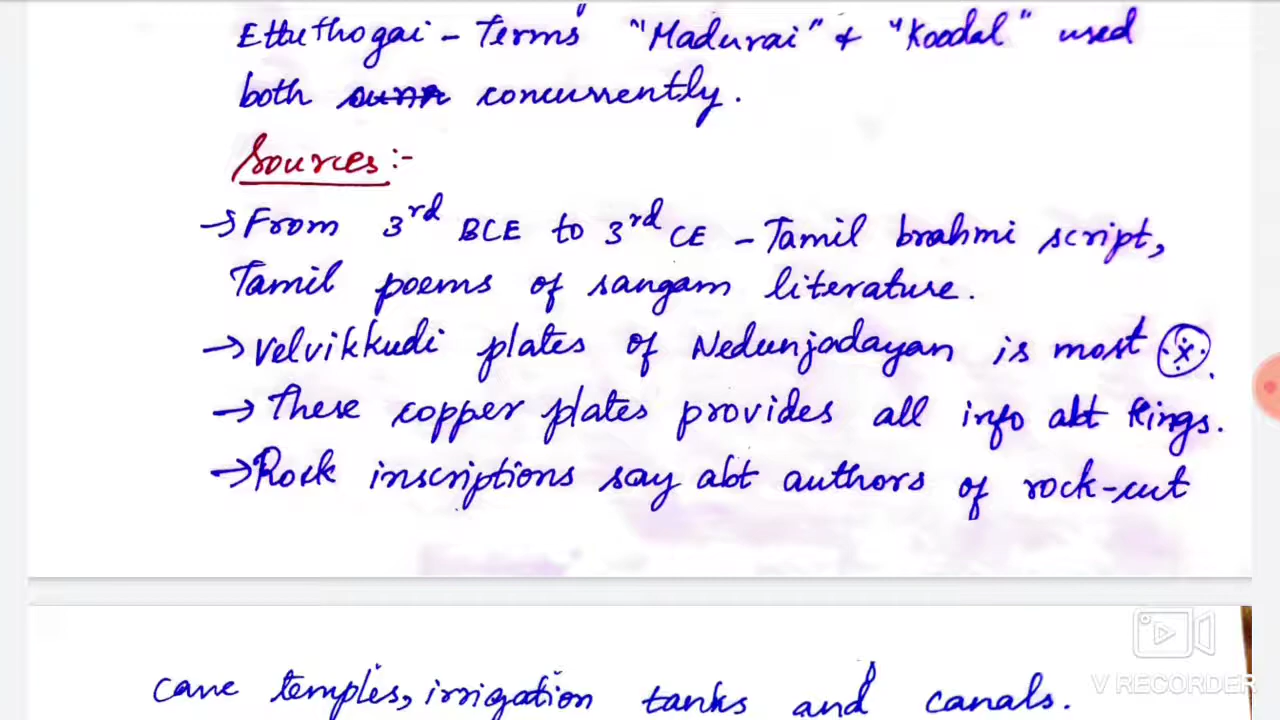 Ettuthogai - Terms "Madurai" & "Koodal" used
both concurrently.
Sources :-
→ From 3rd BCE to 3rd CE - Tamil brahmi script,
Tamil poems of sangam literature.
→ Velvikkudi plates of Nedunjadayan is most ※.
→ These copper plates provides all info abt kings.
→ Rock inscriptions say abt authors of rock-cut
cave temples, irrigation tanks and canals.
V RECORDER